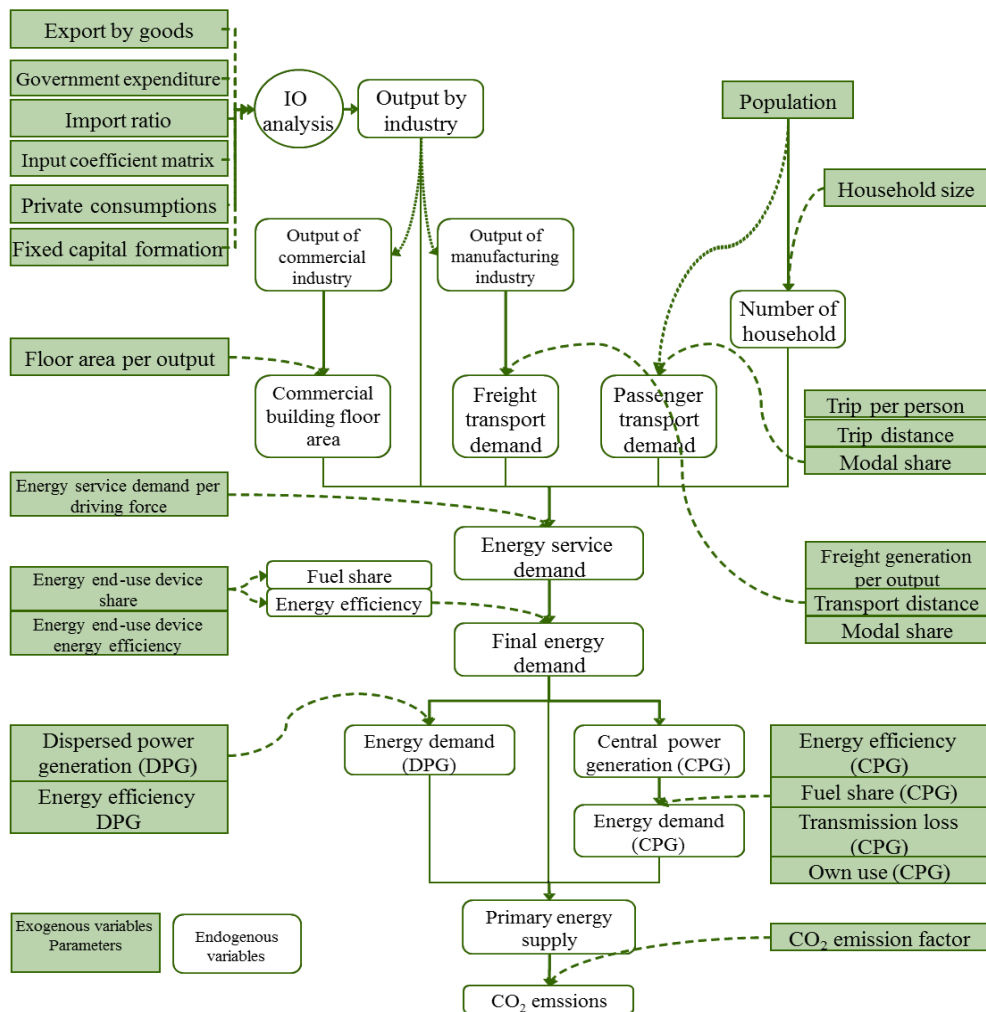 Export by goods
Government expenditure
Import ratio
Input coefficient matrix
Private consumptions
Fixed capital formation
IO
analysis
Output by
industry
Population
Household size
Output of
commercial
industry
Output of
manufacturing
industry
Number of
household
Floor area per output
Commercial
building floor
area
Freight
transport
demand
Passenger
transport
demand
Trip per person
Trip distance
Modal share
Energy service demand per
driving force
Energy service
demand
Freight generation
per output
Transport distance
Modal share
Energy end-use device
share
Energy end-use device
energy efficiency
Fuel share
Energy efficiency
Final energy
demand
Dispersed power
generation (DPG)
Energy efficiency
DPG
Energy demand
(DPG)
Central power
generation (CPG)
Energy demand
(CPG)
Energy efficiency
(CPG)
Fuel share (CPG)
Transmission loss
(CPG)
Own use (CPG)
Primary energy
supply
CO₂ emission factor
CO₂ emssions
Exogenous variables
Parameters
Endogenous
variables